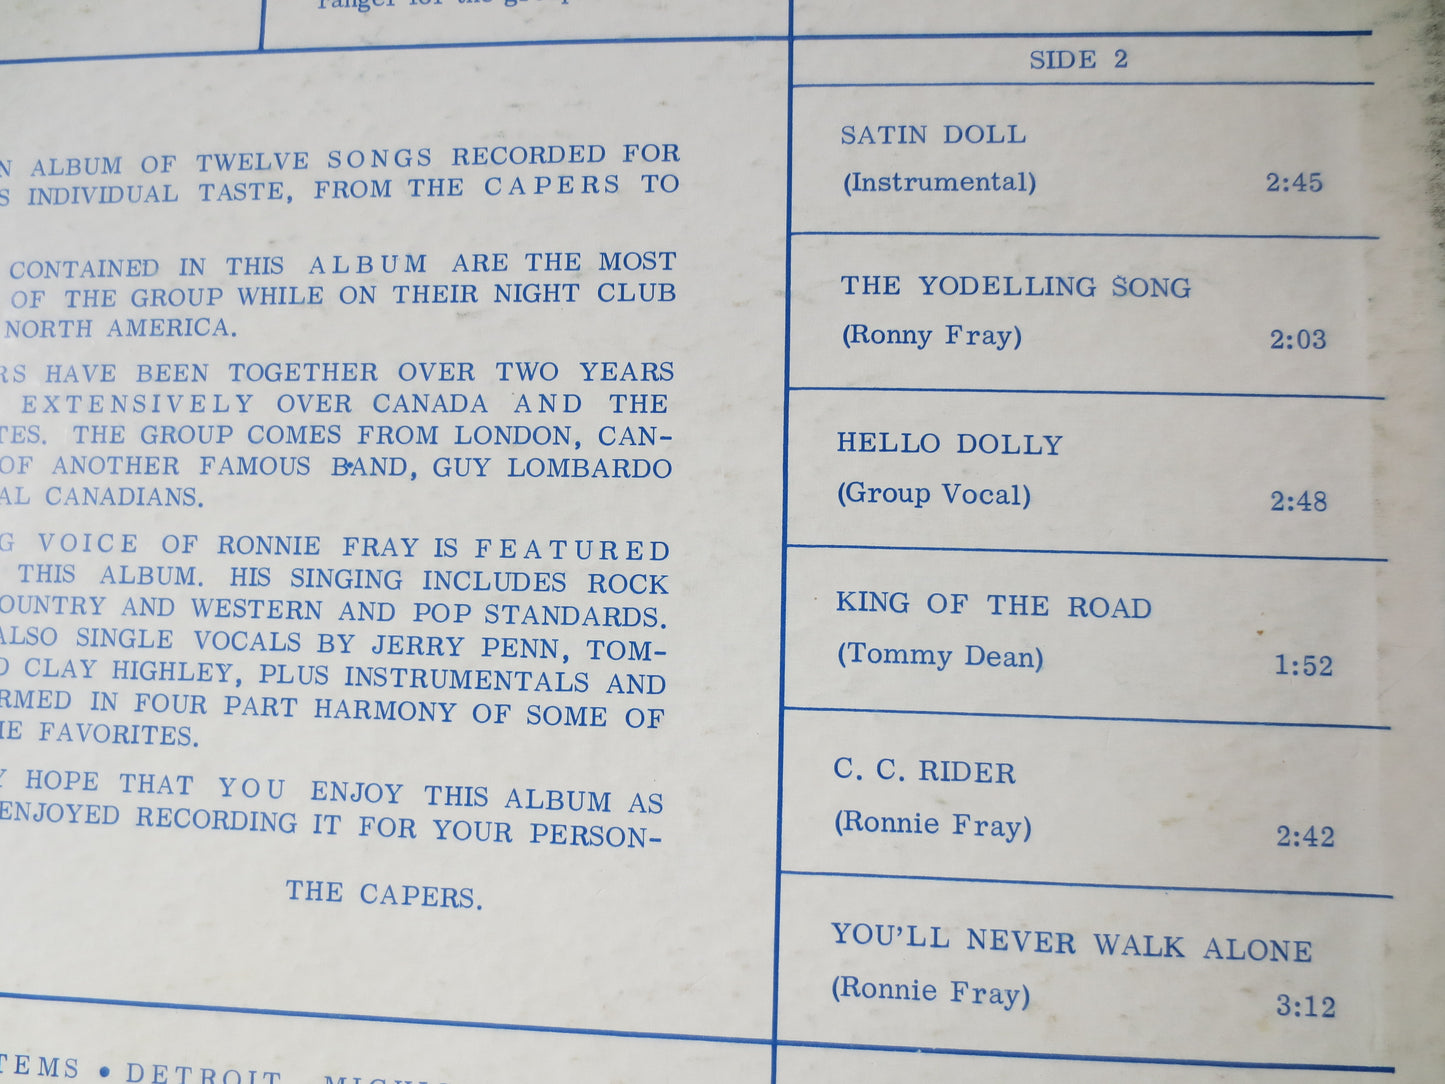 ranger for the
N ALBUM OF TWELVE SONGS RECORDED FOR
S INDIVIDUAL TASTE, FROM THE CAPERS TO
CONTAINED IN THIS ALBUM ARE THE MOST
OF THE GROUP WHILE ON THEIR NIGHT CLUB
NORTH AMERICA.
RS HAVE BEEN TOGETHER OVER TWO YEARS
EXTENSIVELY OVER CANADA AND THE
TES. THE GROUP COMES FROM LONDON, CAN-
OF ANOTHER FAMOUS BAND, GUY LOMBARDO
AL CANADIANS.
G VOICE OF RONNIE FRAY IS FEATURED
THIS ALBUM. HIS SINGING INCLUDES ROCK
OUNTRY AND WESTERN AND POP STANDARDS.
ALSO SINGLE VOCALS BY JERRY PENN, TOM-
D CLAY HIGHLEY, PLUS INSTRUMENTALS AND
RMED IN FOUR PART HARMONY OF SOME OF
IE FAVORITES.
Y HOPE THAT YOU ENJOY THIS ALBUM AS
ENJOYED RECORDING IT FOR YOUR PERSON-
THE CAPERS.
TEMS • DETROIT, MICHIG
SIDE 2
SATIN DOLL
(Instrumental) 2:45
THE YODELLING SONG
(Ronny Fray) 2:03
HELLO DOLLY
(Group Vocal) 2:48
KING OF THE ROAD
(Tommy Dean) 1:52
C. C. RIDER
(Ronnie Fray) 2:42
YOU'LL NEVER WALK ALONE
(Ronnie Fray) 3:12